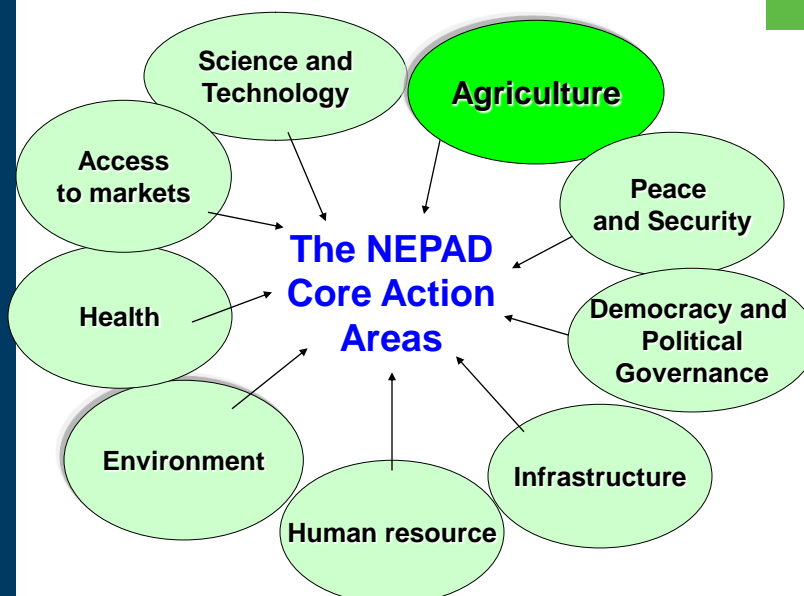 Science and
Technology
Agriculture
Access
to markets
Peace
and Security
The NEPAD
Core Action
Areas
Health
Democracy and
Political
Governance
Environment
Infrastructure
Human resource